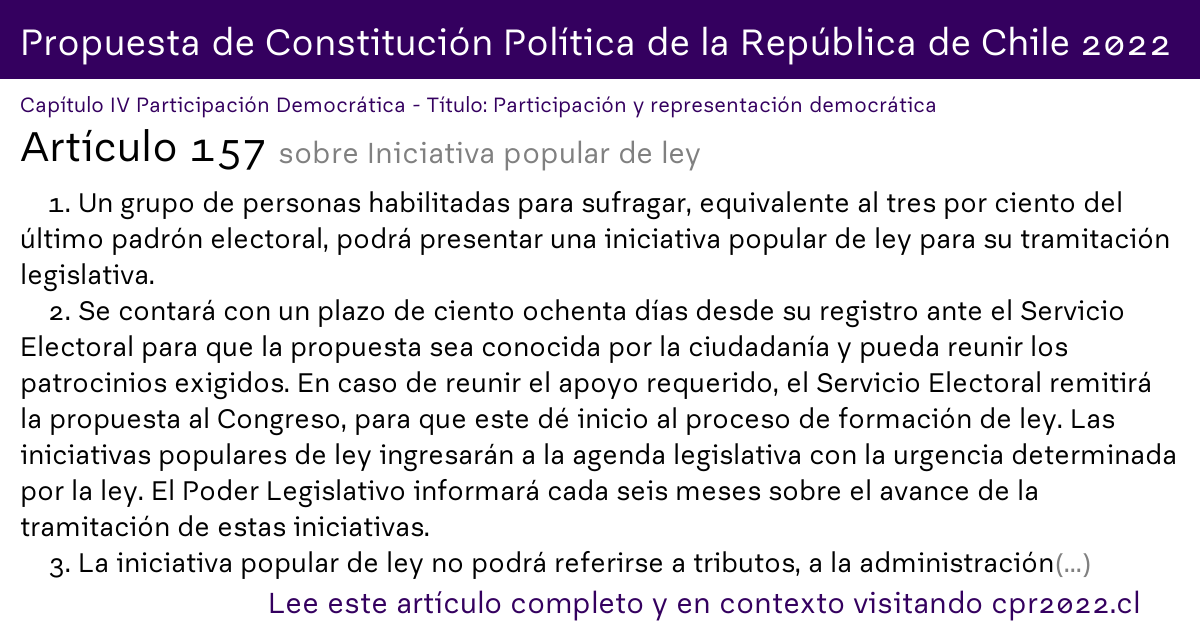 Propuesta de Constitución Política de la República de Chile 2022
Capítulo IV Participación Democrática - Título: Participación y representación democrática
Artículo 157 sobre Iniciativa popular de ley
1. Un grupo de personas habilitadas para sufragar, equivalente al tres por ciento del
último padrón electoral, podrá presentar una iniciativa popular de ley para su tramitación
legislativa.
2. Se contará con un plazo de ciento ochenta días desde su registro ante el Servicio
Electoral para que la propuesta sea conocida por la ciudadanía y pueda reunir los
patrocinios exigidos. En caso de reunir el apoyo requerido, el Servicio Electoral remitirá
la propuesta al Congreso, para que este dé inicio al proceso de formación de ley. Las
iniciativas populares de ley ingresarán a la agenda legislativa con la urgencia determinada
por la ley. El Poder Legislativo informará cada seis meses sobre el avance de la
tramitación de estas iniciativas.
3. La iniciativa popular de ley no podrá referirse a tributos, a la administración(...)
Lee este artículo completo y en contexto visitando cpr2022.cl